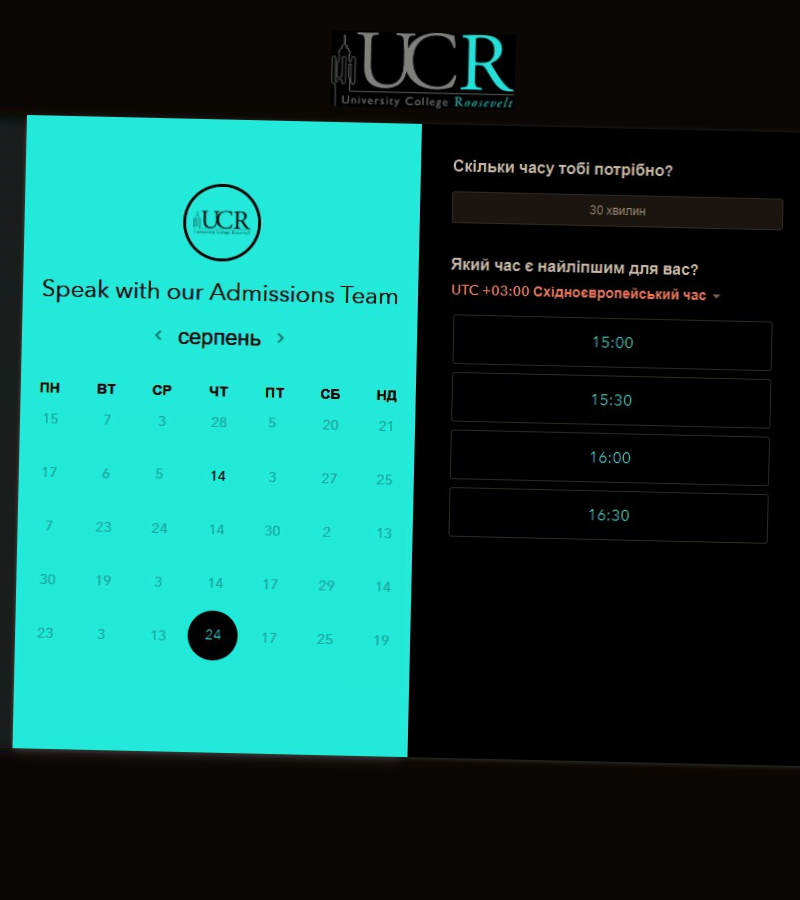 UCR
University College Roosevelt
UCR
Speak with our Admissions Team
серпень
ПН ВТ СР ЧТ ПТ СБ НД
15 7 3 28 5 20 21
17 6 5 14 3 27 25
7 23 24 14 30 2 13
30 19 3 14 17 29 14
23 3 13 24 17 25 19
Скільки часу тобі потрібно?
30 хвилин
Який час є найліпшим для вас?
UTC +03:00 Східноєвропейський час
15:00
15:30
16:00
16:30